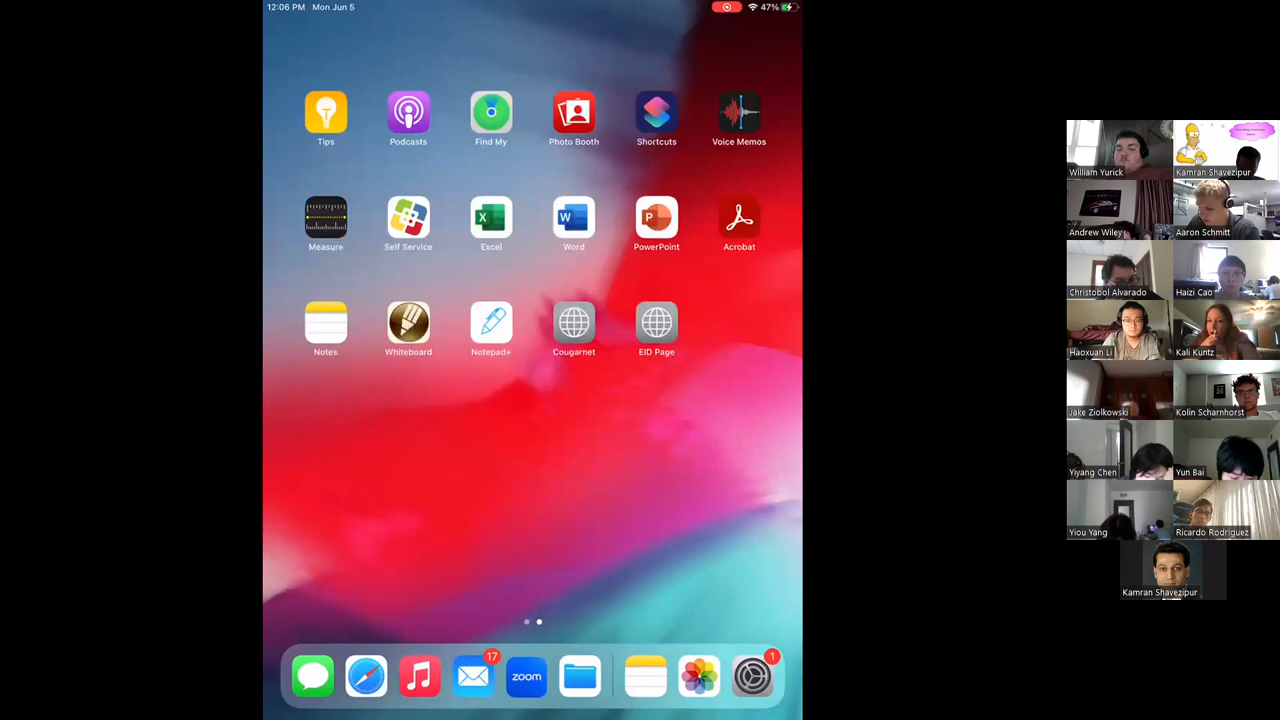 12:06 PM Mon Jun 5
47%
Tips
Podcasts
Find My
Photo Booth
Shortcuts
Voice Memos
Measure
Self Service
Excel
Word
PowerPoint
Acrobat
Notes
Whiteboard
Notepad+
Cougarnet
EID Page
17
zoom
1
William Yurick
Kamran Shavezipur
Andrew Wiley
Aaron Schmitt
Christobol Alvarado
Haizi Cao
Haoxuan Li
Kali Kuntz
Jake Ziolkowski
Kolin Scharnhorst
Yiyang Chen
Yun Bai
Yiou Yang
Ricardo Rodriguez
Kamran Shavezipur